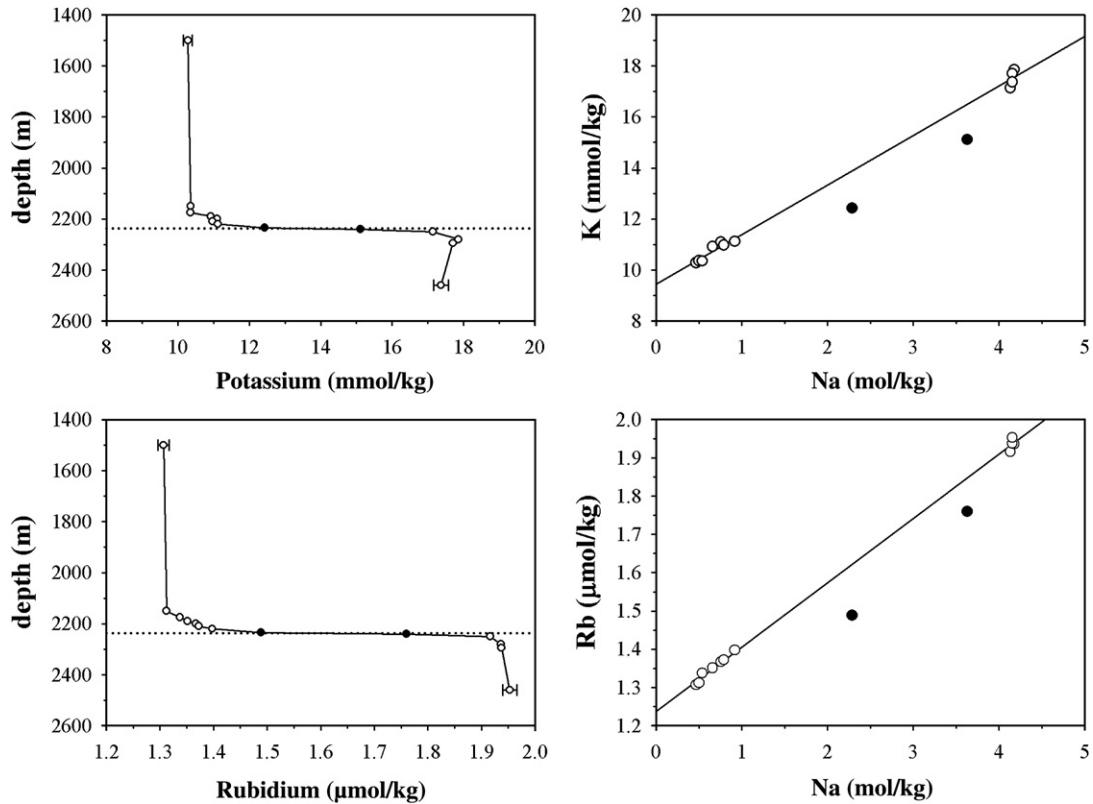 1400
1600
1800
2000
2200
2400
2600
depth (m)
8 10 12 14 16 18 20
Potassium (mmol/kg)
20
18
16
14
12
10
8
K (mmol/kg)
0 1 2 3 4 5
Na (mol/kg)
1400
1600
1800
2000
2200
2400
2600
depth (m)
1.2 1.3 1.4 1.5 1.6 1.7 1.8 1.9 2.0
Rubidium (μmol/kg)
2.0
1.9
1.8
1.7
1.6
1.5
1.4
1.3
1.2
Rb (μmol/kg)
0 1 2 3 4 5
Na (mol/kg)